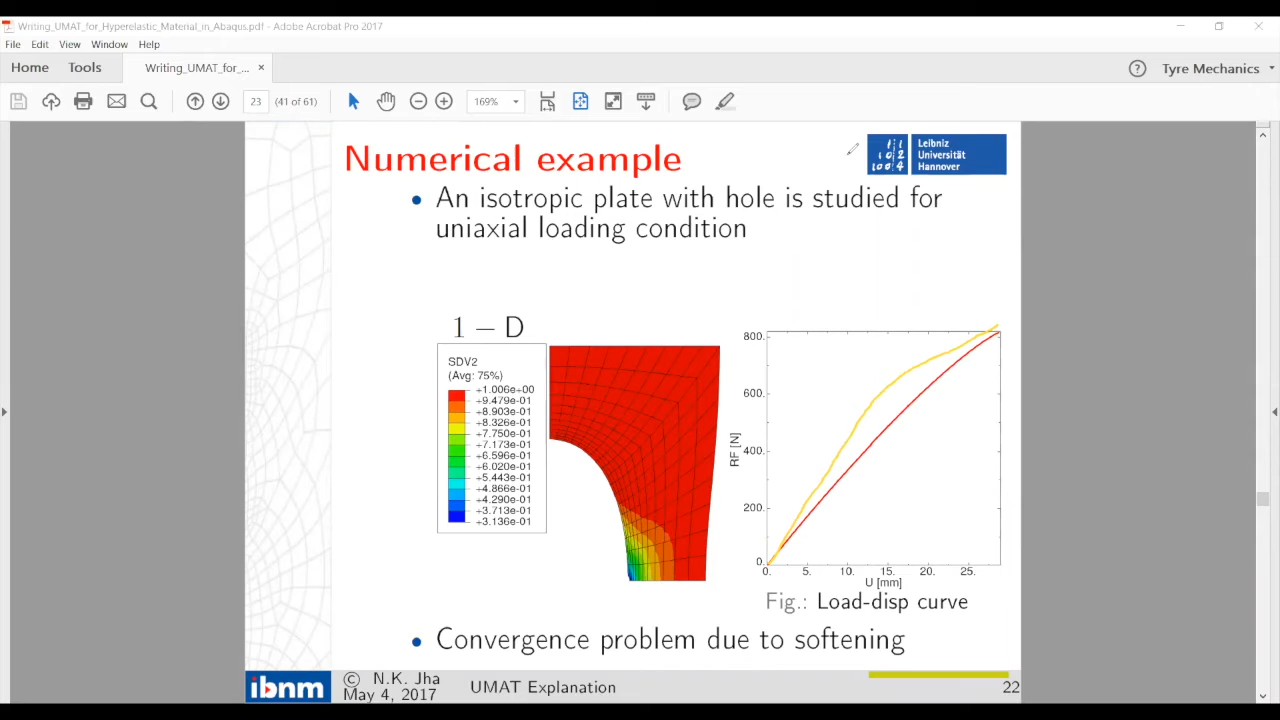 Writing_UMAT_for_Hyperelastic_Material_in_Abaqus.pdf - Adobe Acrobat Pro 2017
File Edit View Window Help
Home Tools Writing_UMAT_for_... × Tyre Mechanics
23 (41 of 61) 169%
Numerical example
Leibniz
Universität
Hannover
• An isotropic plate with hole is studied for
uniaxial loading condition
1 − D
SDV2
(Avg: 75%)
+1.006e+00
+9.479e-01
+8.903e-01
+8.326e-01
+7.750e-01
+7.173e-01
+6.596e-01
+6.020e-01
+5.443e-01
+4.866e-01
+4.290e-01
+3.713e-01
+3.136e-01
800.
600.
400.
200.
0.
RF [N]
0. 5. 10. 15. 20. 25.
U [mm]
Fig.: Load-disp curve
• Convergence problem due to softening
ibnm
© N.K. Jha
May 4, 2017
UMAT Explanation
22